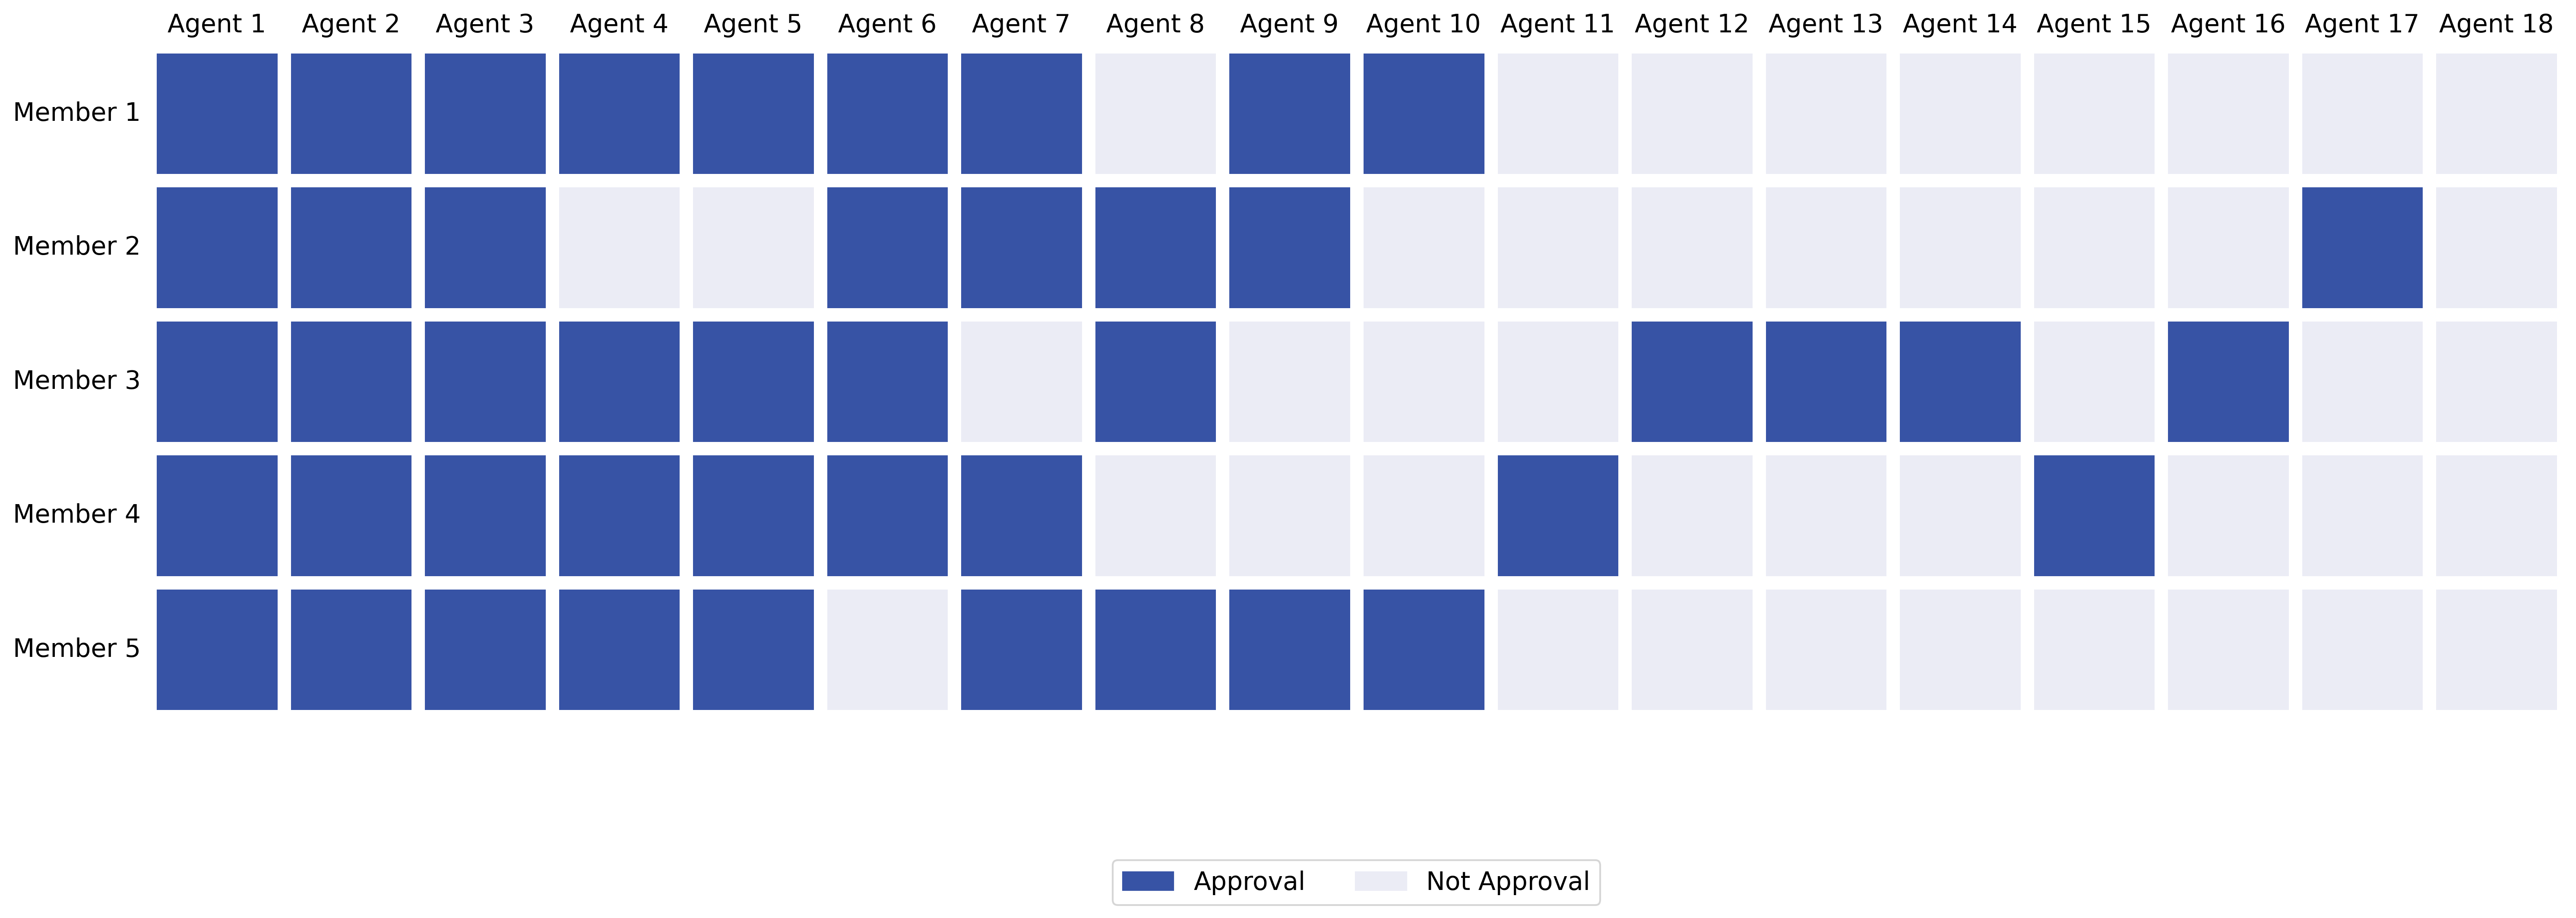 Agent 1 Agent 2 Agent 3 Agent 4 Agent 5 Agent 6 Agent 7 Agent 8 Agent 9 Agent 10 Agent 11 Agent 12 Agent 13 Agent 14 Agent 15 Agent 16 Agent 17 Agent 18
Member 1
Member 2
Member 3
Member 4
Member 5
Approval Not Approval